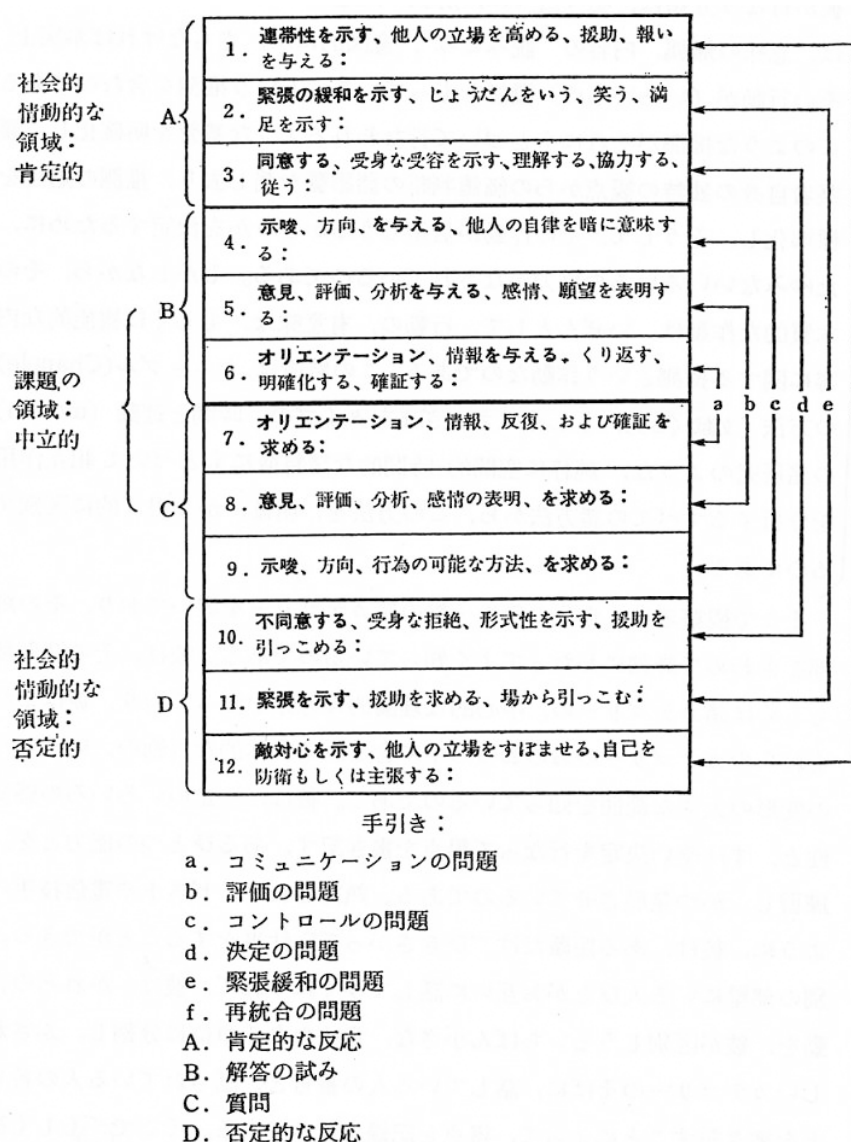 1. 連帯性を示す、他人の立場を高める、援助、報い
を与える：
2. 緊張の緩和を示す、じょうだんをいう、笑う、満
足を示す：
3. 同意する、受身な受容を示す、理解する、協力する、
従う：
4. 示唆、方向、を与える、他人の自律を暗に意味す
る：
5. 意見、評価、分析を与える、感情、願望を表明す
る：
6. オリエンテーション、情報を与える。くり返す、
明確化する、確証する：
7. オリエンテーション、情報、反復、および確証を
求める：
8. 意見、評価、分析、感情の表明、を求める：
9. 示唆、方向、行為の可能な方法、を求める：
10. 不同意する、受身な拒絶、形式性を示す、援助を
引っこめる：
11. 緊張を示す、援助を求める、場から引っこむ：
12. 敵対心を示す、他人の立場をすぼませる、自己を
防衛もしくは主張する：
社会的
情動的な
領域：
肯定的
課題の
領域：
中立的
社会的
情動的な
領域：
否定的
A
B
C
D
a b c d e
手引き：
a. コミュニケーションの問題
b. 評価の問題
c. コントロールの問題
d. 決定の問題
e. 緊張緩和の問題
f. 再統合の問題
A. 肯定的な反応
B. 解答の試み
C. 質問
D. 否定的な反応